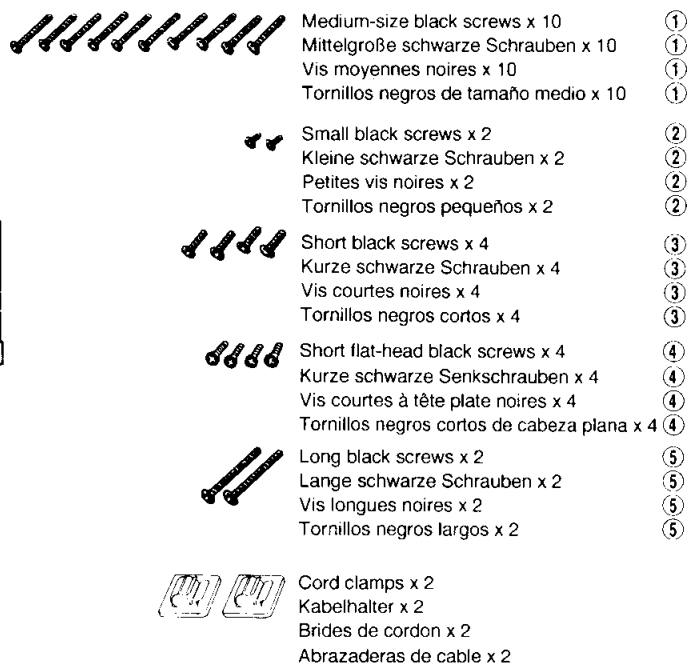 Medium-size black screws x 10 ①
Mittelgroße schwarze Schrauben x 10 ①
Vis moyennes noires x 10 ①
Tornillos negros de tamaño medio x 10 ①
Small black screws x 2 ②
Kleine schwarze Schrauben x 2 ②
Petites vis noires x 2 ②
Tornillos negros pequeños x 2 ②
Short black screws x 4 ③
Kurze schwarze Schrauben x 4 ③
Vis courtes noires x 4 ③
Tornillos negros cortos x 4 ③
Short flat-head black screws x 4 ④
Kurze schwarze Senkschrauben x 4 ④
Vis courtes à tête plate noires x 4 ④
Tornillos negros cortos de cabeza plana x 4 ④
Long black screws x 2 ⑤
Lange schwarze Schrauben x 2 ⑤
Vis longues noires x 2 ⑤
Tornillos negros largos x 2 ⑤
Cord clamps x 2
Kabelhalter x 2
Brides de cordon x 2
Abrazaderas de cable x 2